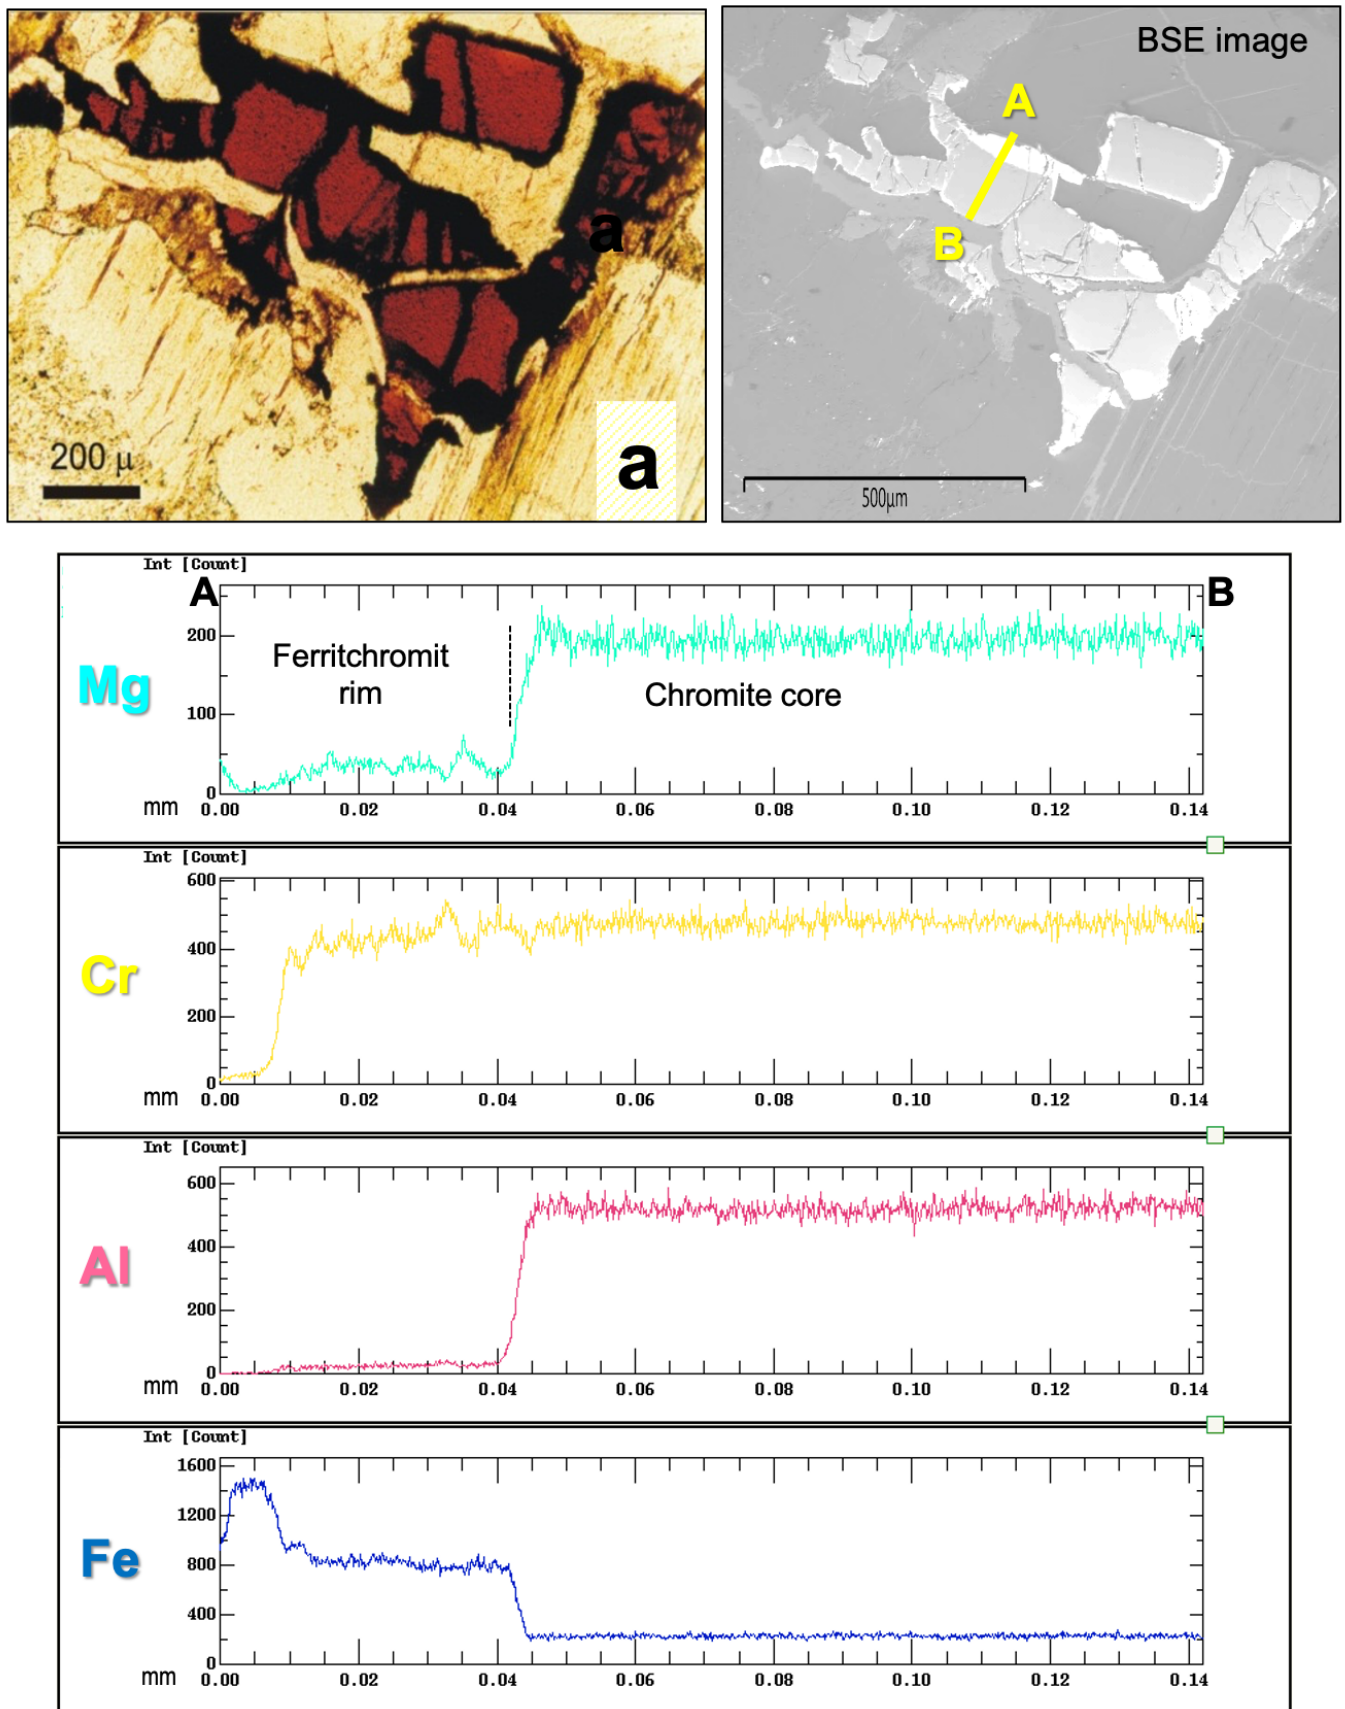 BSE image
A
B
a
200 µ
a
500µm
Int [Count]
A
B
200
100
0
Mg
Ferritchromit
rim
Chromite core
mm 0.00 0.02 0.04 0.06 0.08 0.10 0.12 0.14
Int [Count]
600
400
200
0
Cr
mm 0.00 0.02 0.04 0.06 0.08 0.10 0.12 0.14
Int [Count]
600
400
200
0
Al
mm 0.00 0.02 0.04 0.06 0.08 0.10 0.12 0.14
Int [Count]
1600
1200
800
400
0
Fe
mm 0.00 0.02 0.04 0.06 0.08 0.10 0.12 0.14